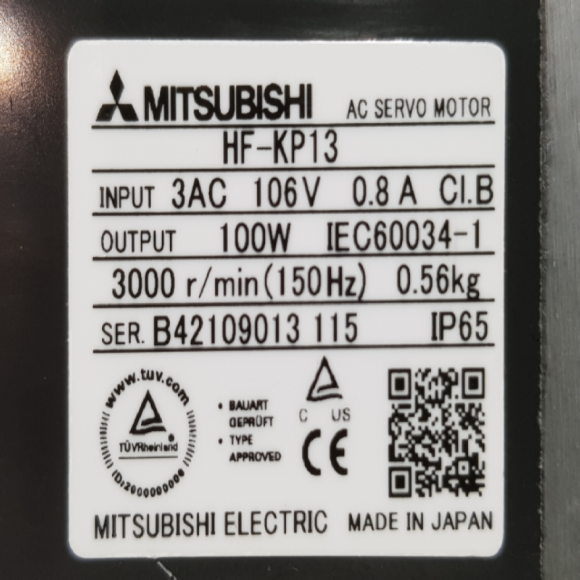 MITSUBISHI AC SERVO MOTOR
HF-KP13
INPUT 3AC 106V 0.8 A CI.B
OUTPUT 100W IEC60034-1
3000 r/min(150Hz) 0.56kg
SER. B42109013 115 IP65
www.tuv.com
TÜVRheinland
ID:2000000000
• BAUART
GEPRÜFT
• TYPE
APPROVED
C US
CE
MITSUBISHI ELECTRIC MADE IN JAPAN